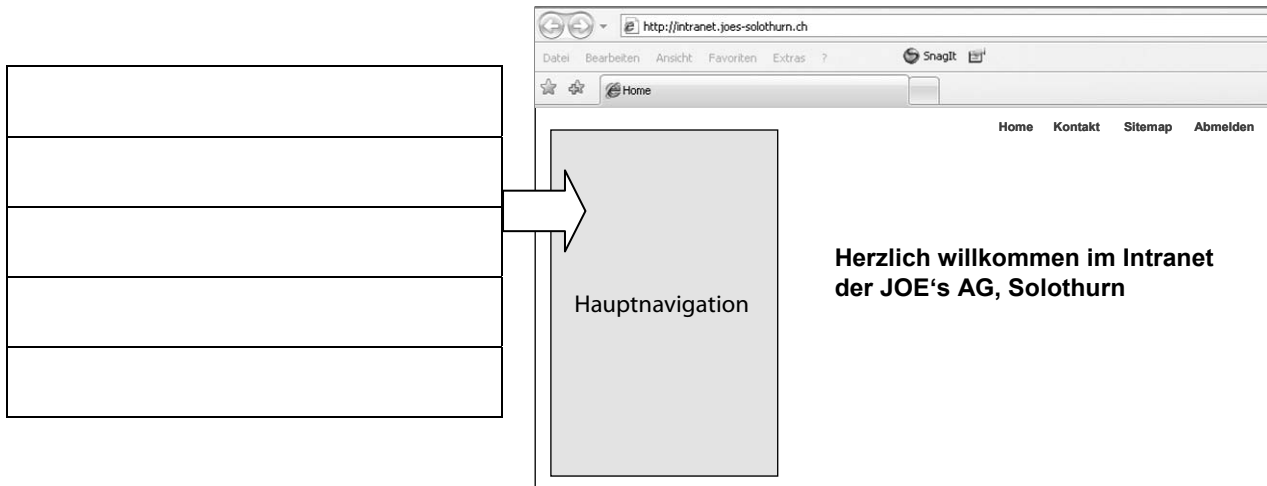 http://intranet.joes-solothurn.ch
Datei Bearbeiten Ansicht Favoriten Extras ? SnagIt
Home
Home Kontakt Sitemap Abmelden
Herzlich willkommen im Intranet
der JOE‘s AG, Solothurn
Hauptnavigation